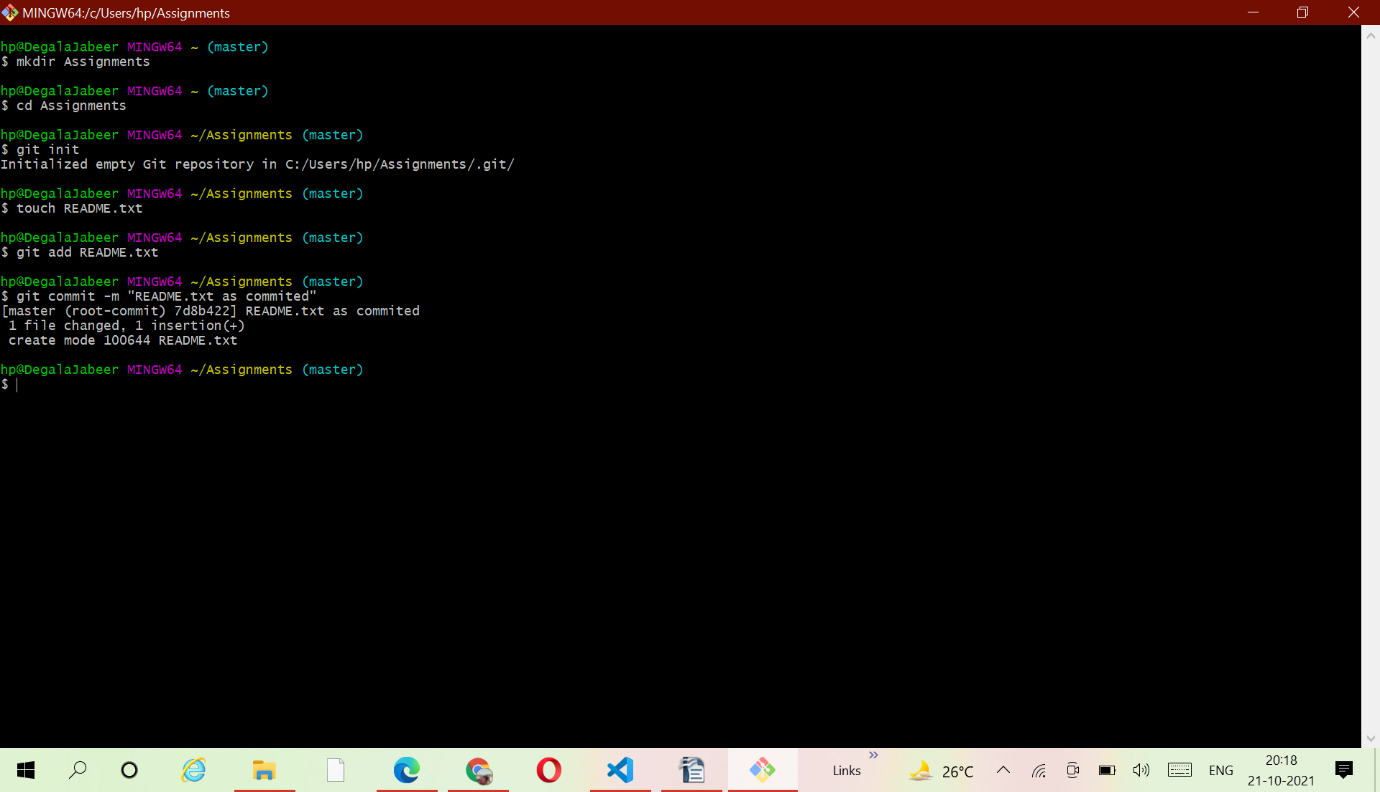 MINGW64:/c/Users/hp/Assignments
hp@DegalaJabeer MINGW64 ~ (master)
$ mkdir Assignments
hp@DegalaJabeer MINGW64 ~ (master)
$ cd Assignments
hp@DegalaJabeer MINGW64 ~/Assignments (master)
$ git init
Initialized empty Git repository in C:/Users/hp/Assignments/.git/
hp@DegalaJabeer MINGW64 ~/Assignments (master)
$ touch README.txt
hp@DegalaJabeer MINGW64 ~/Assignments (master)
$ git add README.txt
hp@DegalaJabeer MINGW64 ~/Assignments (master)
$ git commit -m "README.txt as commited"
[master (root-commit) 7d8b422] README.txt as commited
1 file changed, 1 insertion(+)
create mode 100644 README.txt
hp@DegalaJabeer MINGW64 ~/Assignments (master)
$
Links
26°C
ENG
20:18
21-10-2021